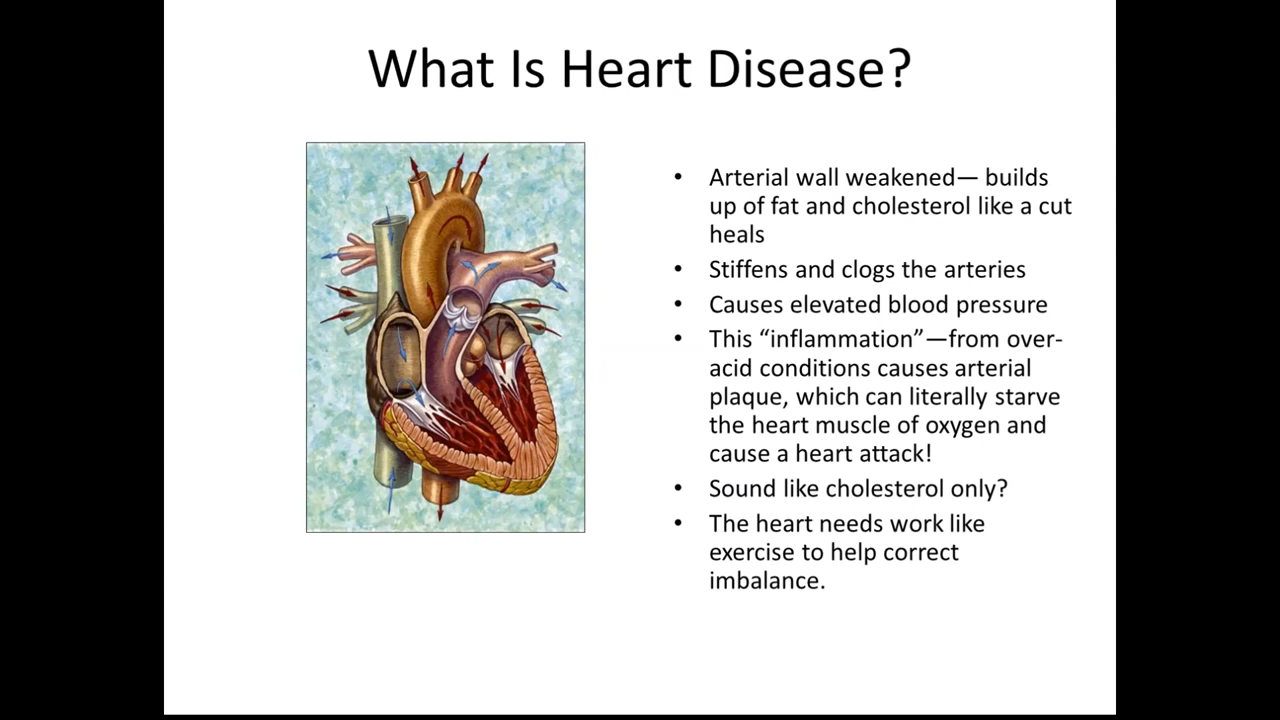 What Is Heart Disease?
• Arterial wall weakened— builds
up of fat and cholesterol like a cut
heals
• Stiffens and clogs the arteries
• Causes elevated blood pressure
• This “inflammation”—from over-
acid conditions causes arterial
plaque, which can literally starve
the heart muscle of oxygen and
cause a heart attack!
• Sound like cholesterol only?
• The heart needs work like
exercise to help correct
imbalance.